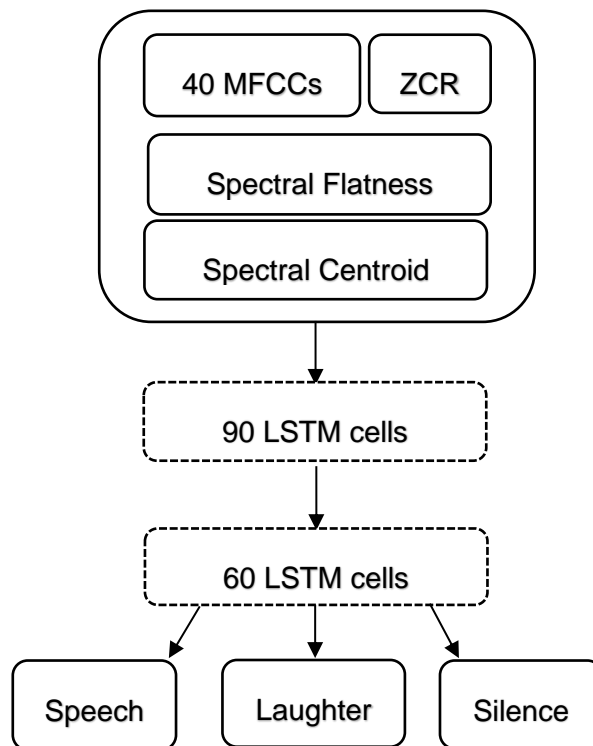 40 MFCCs
ZCR
Spectral Flatness
Spectral Centroid
90 LSTM cells
60 LSTM cells
Speech
Laughter
Silence